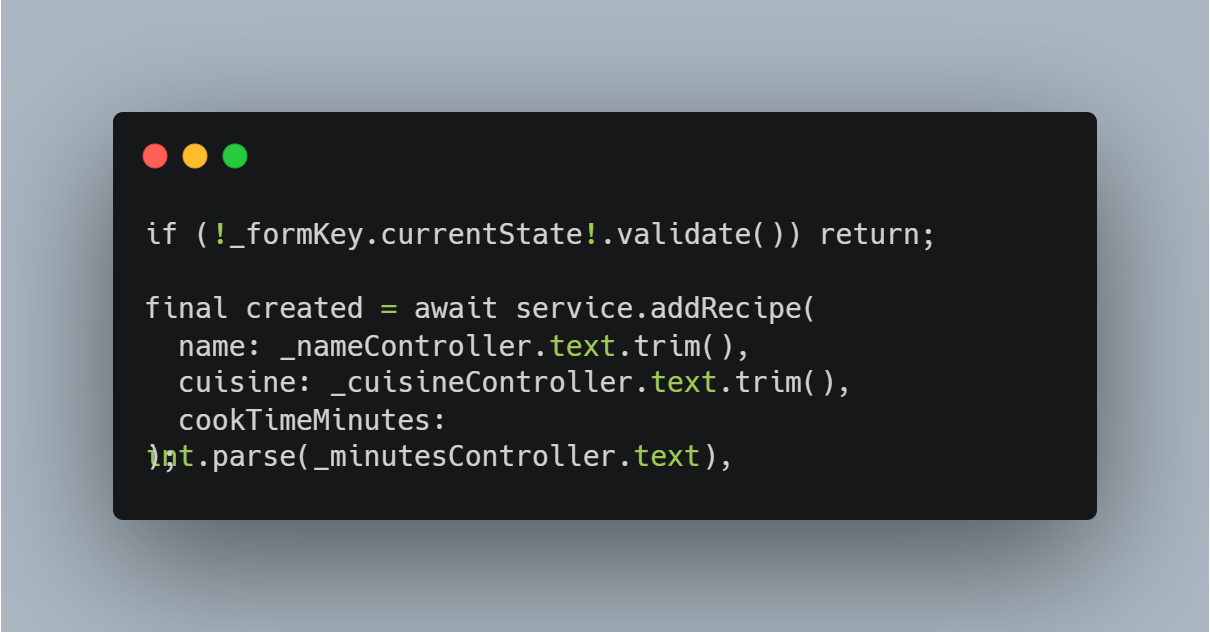 if (!_formKey.currentState!.validate()) return;
final created = await service.addRecipe(
  name: _nameController.text.trim(),
  cuisine: _cuisineController.text.trim(),
  cookTimeMinutes:
int.parse(_minutesController.text),
);